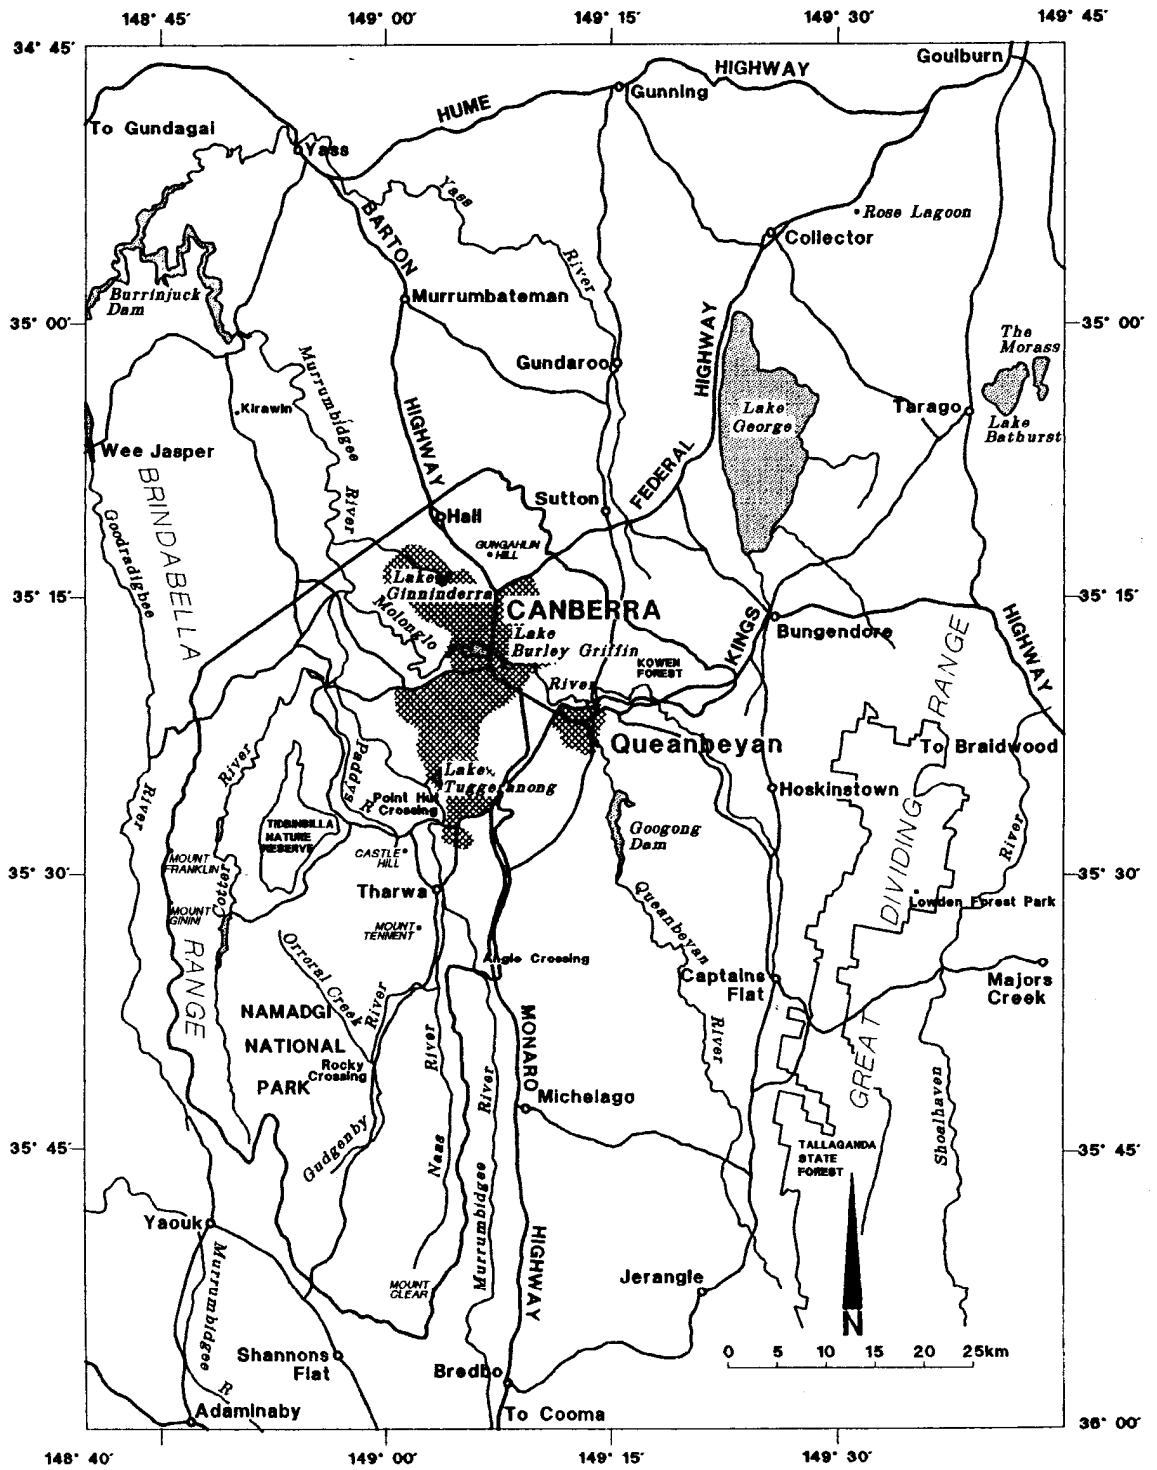 148° 45'
149° 00'
149° 15'
149° 30'
149° 45'
34° 45'
Goulburn
HIGHWAY
Gunning
HUME
To Gundagai
Yass
Yass
River
BARTON
HIGHWAY
Rose Lagoon
Collector
Burrinjuck
Dam
Murrumbateman
35° 00'
35° 00'
HIGHWAY
The
Morass
Gundaroo
Murrumbidgee
River
Kirawin
Lake
George
Tarago
Lake
Bathurst
Wee Jasper
FEDERAL
Sutton
BRINDABELLA
Goodradigbee
River
Hall
GUNGAHLIN
HILL
Lake
Ginninderra
35° 15'
35° 15'
CANBERRA
Molonglo
Lake
Burley Griffin
KINGS
HIGHWAY
Bungendore
KOWEN
FOREST
River
RANGE
Queanbeyan
To Braidwood
River
Paddys
R
Lake
Tuggeranong
Point Hut
Crossing
Hoskinstown
DIVIDING
River
TIDBINBILLA
NATURE
RESERVE
Googong
Dam
CASTLE
HILL
MOUNT
FRANKLIN
35° 30'
35° 30'
Cotter
Tharwa
Queanbeyan
River
Lowden Forest Park
MOUNT
GININI
MOUNT
TENNENT
Orroral Creek
RANGE
Angle Crossing
Captains
Flat
Majors
Creek
River
NAMADGI
NATIONAL
PARK
MONARO
River
River
Rocky
Crossing
GREAT
Shoalhaven
Michelago
Gudgenby
Naas
35° 45'
35° 45'
TALLAGANDA
STATE
FOREST
Murrumbidgee
Yaouk
HIGHWAY
Murrumbidgee
R
MOUNT
CLEAR
Jerangle
N
0 5 10 15 20 25km
Shannons
Flat
Bredbo
Adaminaby
To Cooma
36° 00'
148° 40'
149° 00'
149° 15'
149° 30'